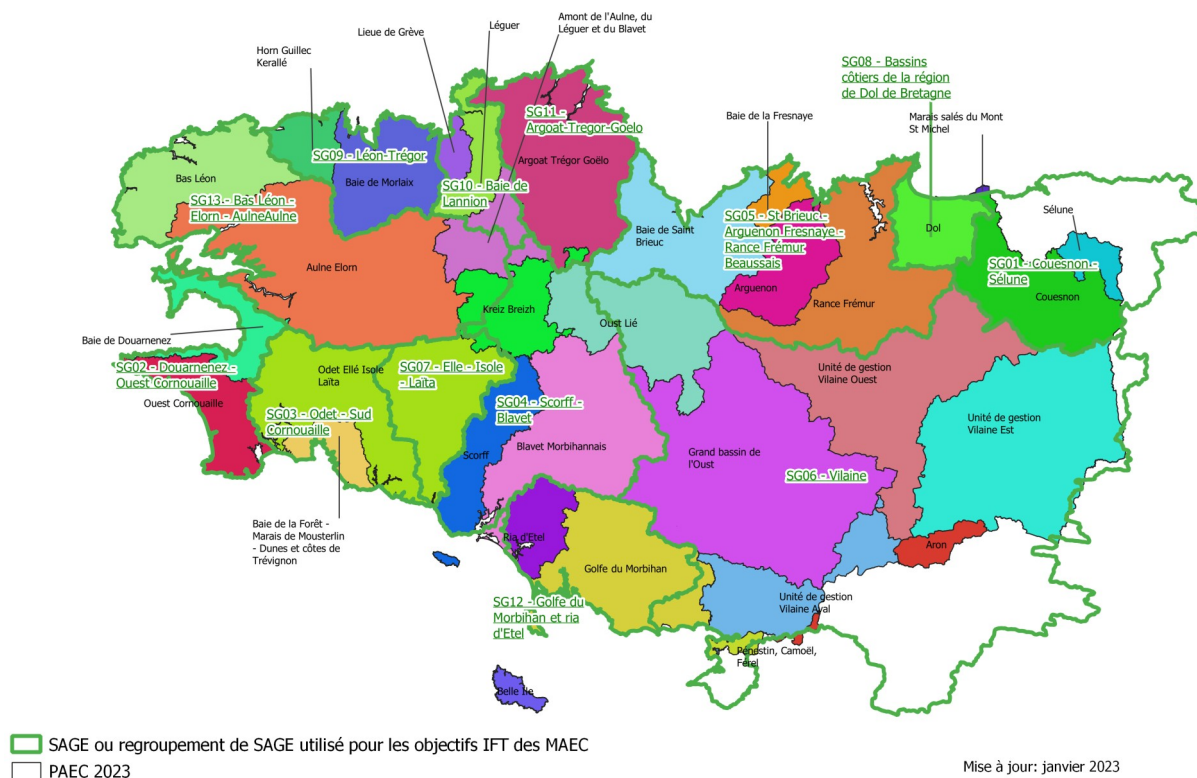 Amont de l'Aulne, du
Léguer et du Blavet
Léguer
Lieue de Grève
Horn Guillec
Kerallé
SG08 - Bassins
côtiers de la région
de Dol de Bretagne
SG11 -
Argoat-Tregor-Goelo
Baie de la Fresnaye
Marais salés du Mont
St Michel
SG09 - Léon-Trégor
Argoat Trégor Goëlo
Bas Léon
Baie de Morlaix
SG10 - Baie de
Lannion
SG13 - Bas Léon -
Elorn - AulneAulne
Sélune
SG05 - St Brieuc -
Arguenon Fresnaye -
Rance Frémur
Beaussais
Baie de Saint
Brieuc
Dol
Aulne Elorn
SG01 - Couesnon -
Sélune
Arguenon
Rance Frémur
Couesnon
Kreiz Breizh
Oust Lié
Baie de Douarnenez
SG02 - Douarnenez -
Ouest Cornouaille
Odet Ellé Isole
Laïta
SG07 - Elle - Isole
- Laïta
Unité de gestion
Vilaine Ouest
Ouest Cornouaille
SG03 - Odet - Sud
Cornouaille
SG04 - Scorff -
Blavet
Unité de gestion
Vilaine Est
Blavet Morbihannais
Scorff
Grand bassin de
l'Oust
SG06 - Vilaine
Baie de la Forêt -
Marais de Mousterlin
- Dunes et côtes de
Trévignon
Ria d'Etel
Aron
Golfe du Morbihan
SG12 - Golfe du
Morbihan et ria
d'Etel
Unité de gestion
Vilaine Aval
Pénestin, Camoël,
Férel
Belle Ile
SAGE ou regroupement de SAGE utilisé pour les objectifs IFT des MAEC
PAEC 2023
Mise à jour: janvier 2023